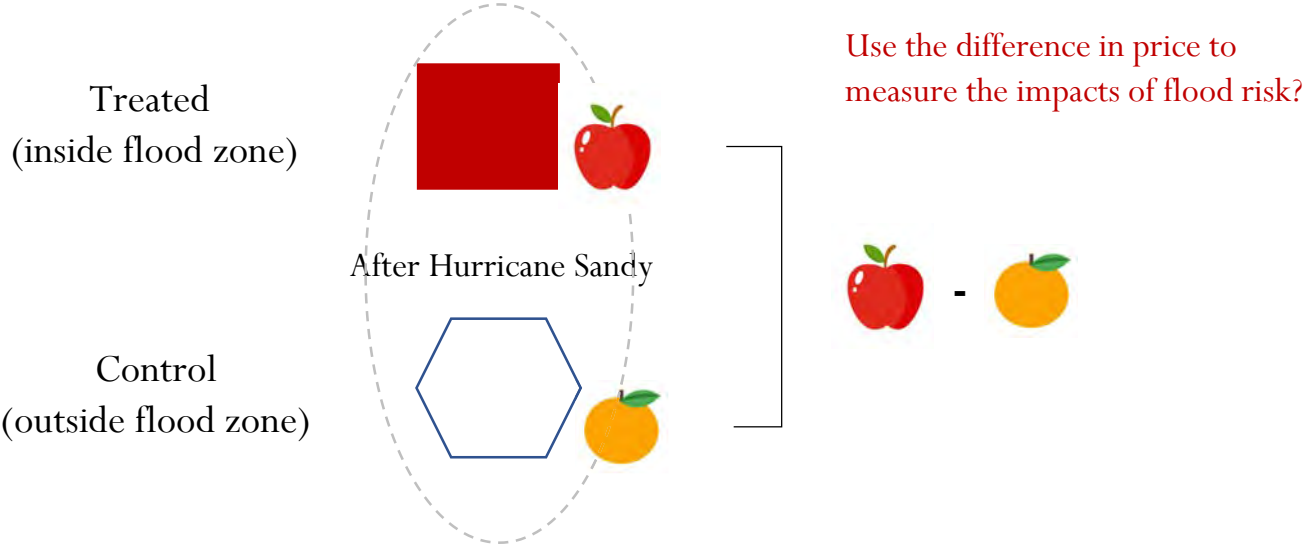 Use the difference in price to
measure the impacts of flood risk?
Treated
(inside flood zone)
After Hurricane Sandy
-
Control
(outside flood zone)